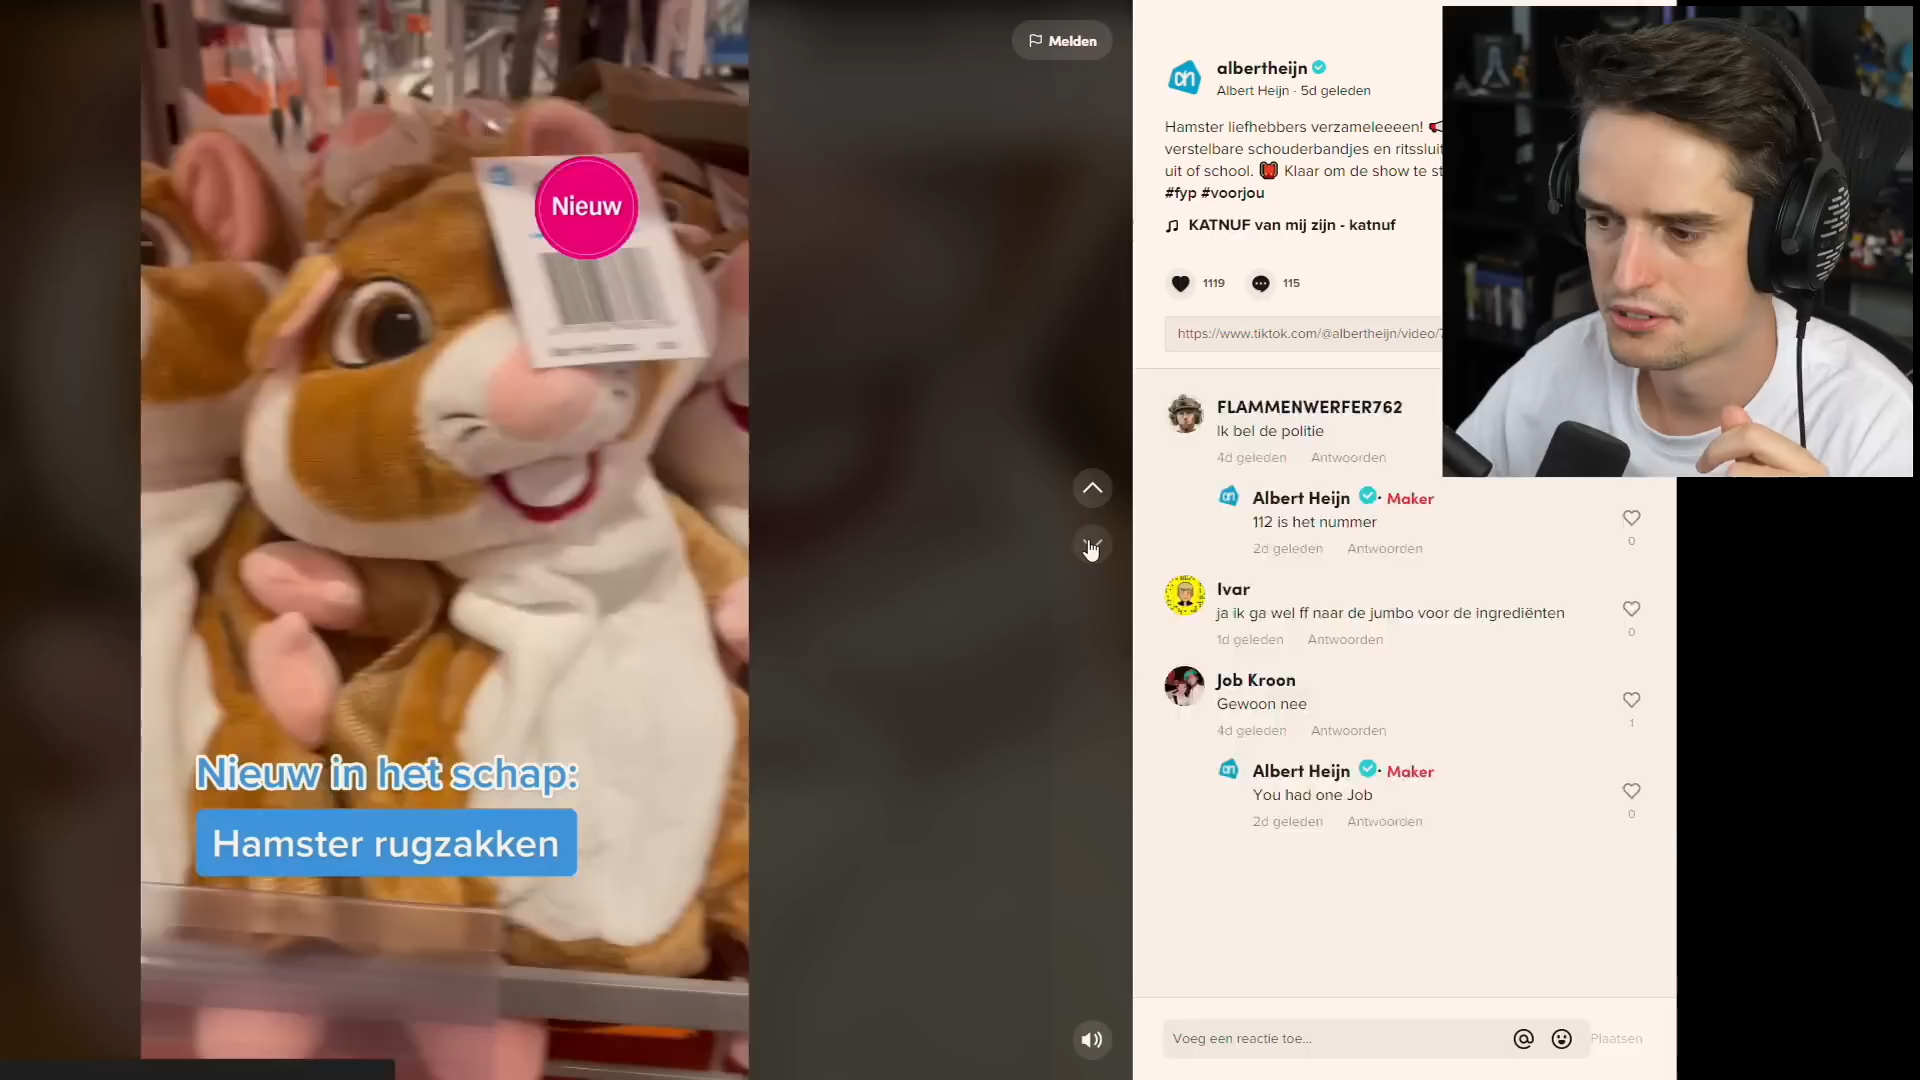 Nieuw
Nieuw in het schap:
Hamster rugzakken
Melden
albertheijn
Albert Heijn · 5d geleden
Hamster liefhebbers verzameleeeen!
verstelbare schouderbandjes en
uit of school. Klaar om de show te
#fyp #voorjou
KATNUF van mij zijn - katnuf
1119
115
https://www.tiktok.com/@albertheijn/video/7
FLAMMENWERFER762
Ik bel de politie
4d geleden Antwoorden
Albert Heijn · Maker
112 is het nummer
2d geleden Antwoorden
0
Ivar
ja ik ga wel ff naar de jumbo voor de ingrediënten
1d geleden Antwoorden
0
Job Kroon
Gewoon nee
4d geleden Antwoorden
1
Albert Heijn · Maker
You had one Job
2d geleden Antwoorden
0
Voeg een reactie toe...
Plaatsen